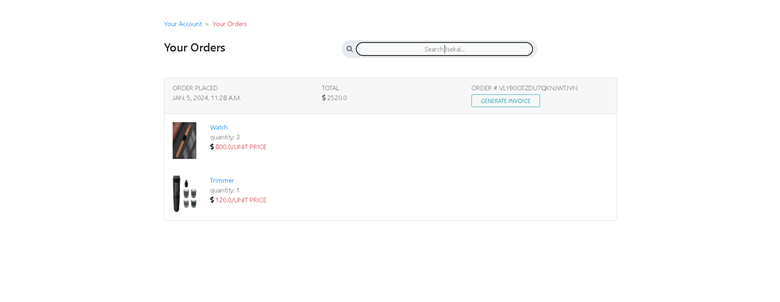 Your Account > Your Orders
Your Orders
Search Isekai...
ORDER PLACED
JAN. 5, 2024, 11:28 A.M.
TOTAL
$ 2520.0
ORDER # VLYBI0OTZDU7QKNJWTJVN
GENERATE INVOICE
Watch
quantity: 3
$ 800.0/UNIT PRICE
Trimmer
quantity: 1
$ 120.0/UNIT PRICE